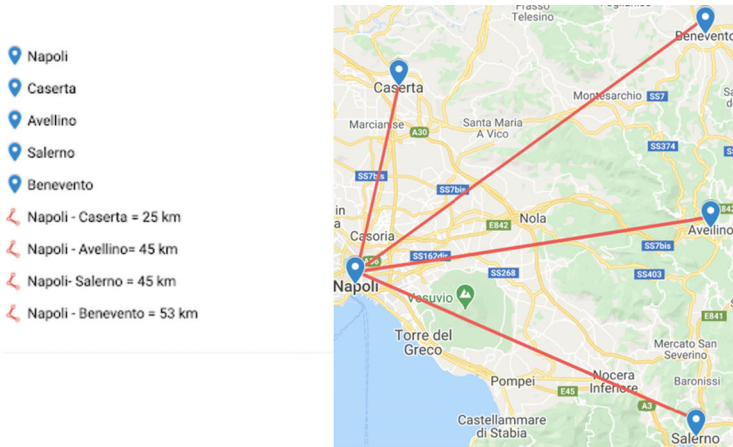 Napoli
Caserta
Avellino
Salerno
Benevento
Napoli - Caserta = 25 km
Napoli - Avellino= 45 km
Napoli- Salerno = 45 km
Napoli - Benevento = 53 km
Frasso
Telesino
Benevento
Caserta
Montesarchio
SS7
Marcianise
A30
Santa Maria
A Vico
SS374
SS7bis
SS7bis
in
Nola
E842
Avellino
Casoria
SS7bis
SS162dir
SS268
SS403
Napoli
Vesuvio
E841
Torre del
Greco
Mercato San
Severino
Pompei
Nocera
Inferiore
Baronissi
E45
A3
Castellammare
di Stabia
Salerno